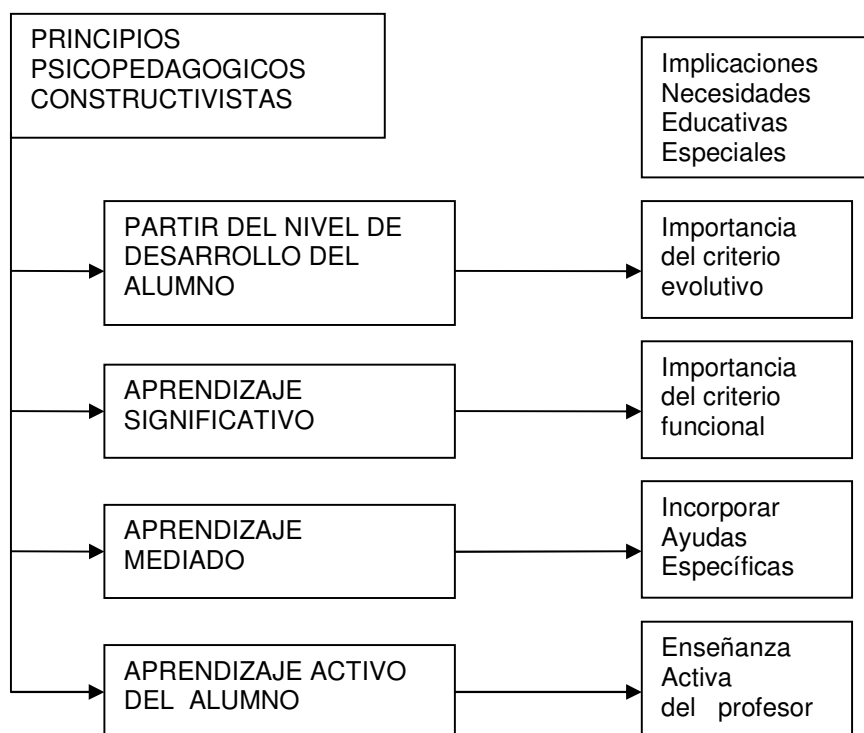 PRINCIPIOS
PSICOPEDAGOGICOS
CONSTRUCTIVISTAS
Implicaciones
Necesidades
Educativas
Especiales
PARTIR DEL NIVEL DE
DESARROLLO DEL
ALUMNO
Importancia
del criterio
evolutivo
APRENDIZAJE
SIGNIFICATIVO
Importancia
del criterio
funcional
APRENDIZAJE
MEDIADO
Incorporar
Ayudas
Específicas
APRENDIZAJE ACTIVO
DEL ALUMNO
Enseñanza
Activa
del profesor